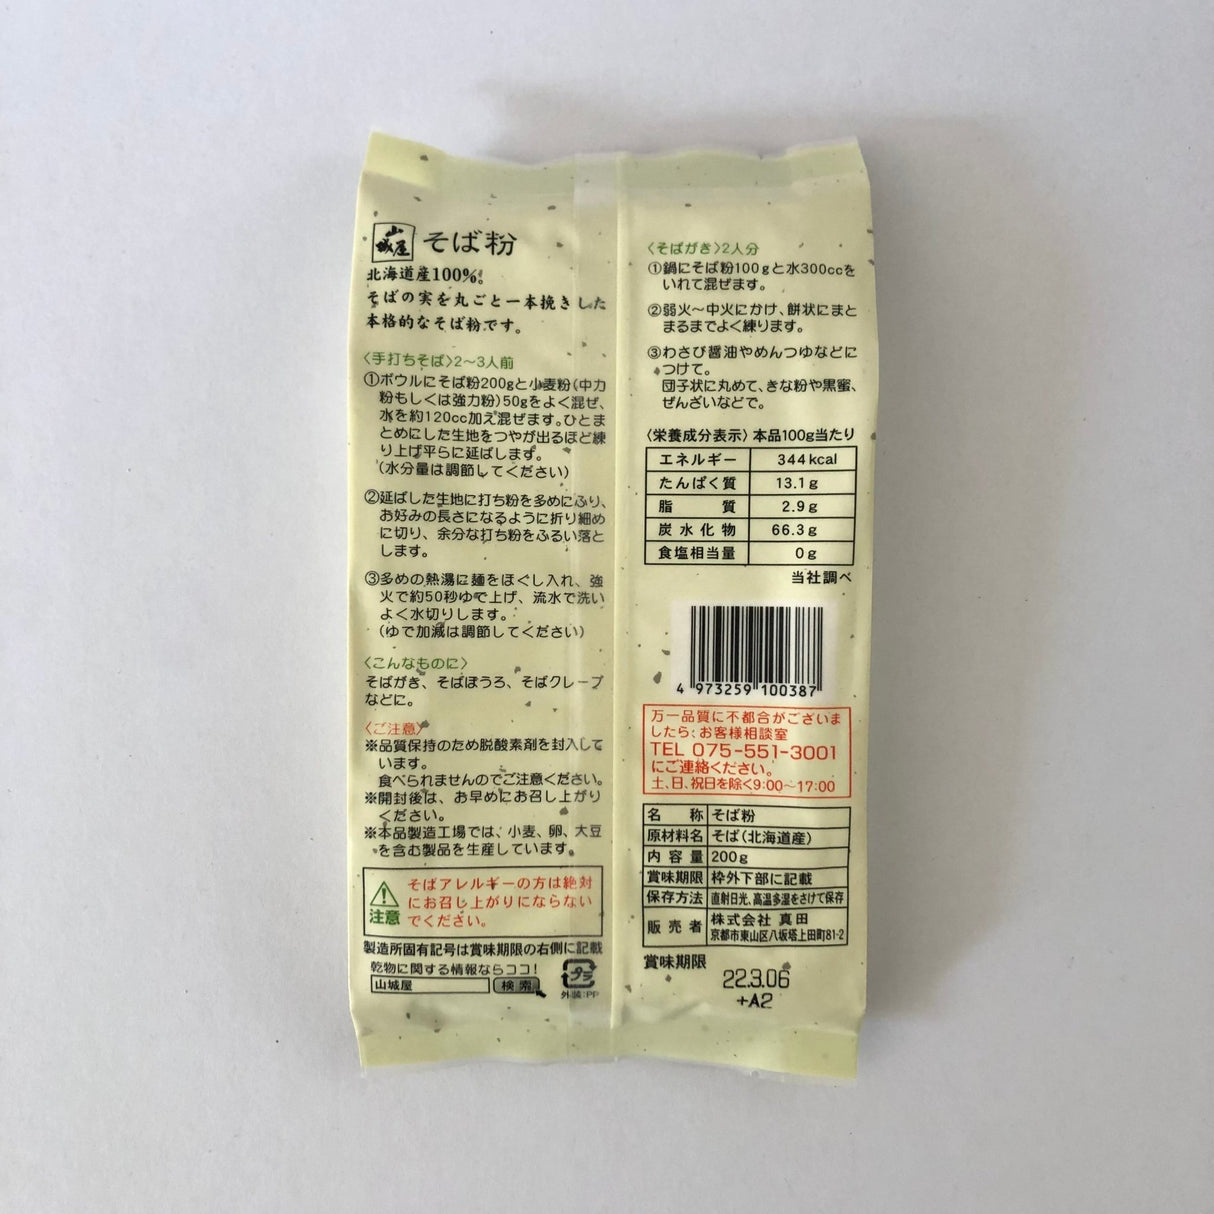 山城屋 そば粉
北海道産100%。
そばの実を丸ごと一本挽きした
本格的なそば粉です。
〈手打ちそば〉2〜3人前
①ボウルにそば粉200gと小麦粉(中力
粉もしくは強力粉)50gをよく混ぜ、
水を約120cc加え混ぜます。ひとま
とめにした生地をつやが出るほど練
り上げ平らに延ばします。
(水分量は調節してください)
②延ばした生地に打ち粉を多めにふり、
お好みの長さになるように折り細め
に切り、余分な打ち粉をふるい落と
します。
③多めの熱湯に麺をほぐし入れ、強
火で約50秒ゆで上げ、流水で洗い
よく水切りします。
(ゆで加減は調節してください)
〈こんなものに〉
そばがき、そばぼうろ、そばクレープ
などに。
〈ご注意〉
※品質保持のため脱酸素剤を封入して
います。
食べられませんのでご注意ください。
※開封後は、お早めにお召し上がり
ください。
※本品製造工場では、小麦、卵、大豆
を含む製品を生産しています。
注意
そばアレルギーの方は絶対
にお召し上がりにならない
でください。
製造所固有記号は賞味期限の右側に記載
乾物に関する情報ならココ!
山城屋 検索
プラ
外装:PP
〈そばがき〉2人分
①鍋にそば粉100gと水300ccを
いれて混ぜます。
②弱火〜中火にかけ、餅状にまと
まるまでよく練ります。
③わさび醤油やめんつゆなどに
つけて。
団子状に丸めて、きな粉や黒蜜、
ぜんざいなどで。
〈栄養成分表示〉本品100g当たり
エネルギー 344kcal
たんぱく質 13.1g
脂質 2.9g
炭水化物 66.3g
食塩相当量 0g
当社調べ
4 973259 100387
万一品質に不都合がございま
したら:お客様相談室
TEL 075-551-3001
にご連絡ください。
土、日、祝日を除く9:00〜17:00
名称 そば粉
原材料名 そば(北海道産)
内容量 200g
賞味期限 枠外下部に記載
保存方法 直射日光、高温多湿をさけて保存
販売者 株式会社 真田
京都市東山区八坂塔上田町81-2
賞味期限
22.3.06
+A2